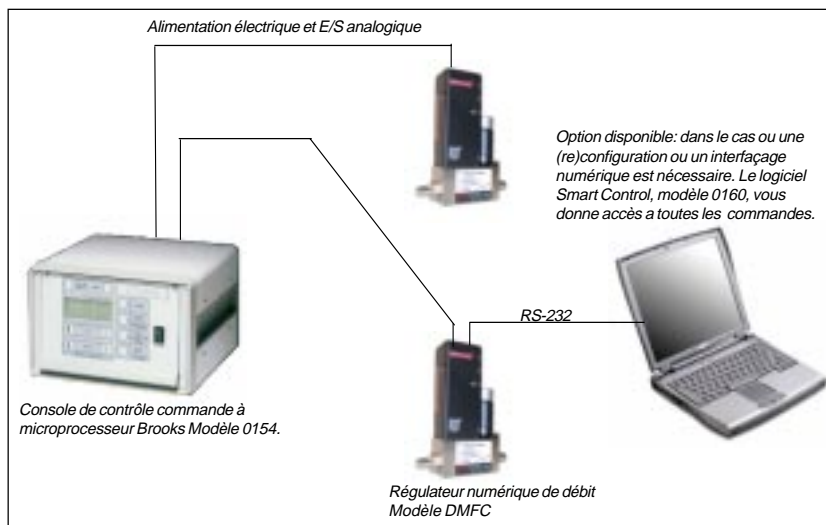 Alimentation électrique et E/S analogique
Option disponible: dans le cas ou une
(re)configuration ou un interfaçage
numérique est nécessaire. Le logiciel
Smart Control, modèle 0160, vous
donne accès a toutes les commandes.
RS-232
Console de contrôle commande à
microprocesseur Brooks Modèle 0154.
Régulateur numérique de débit
Modèle DMFC